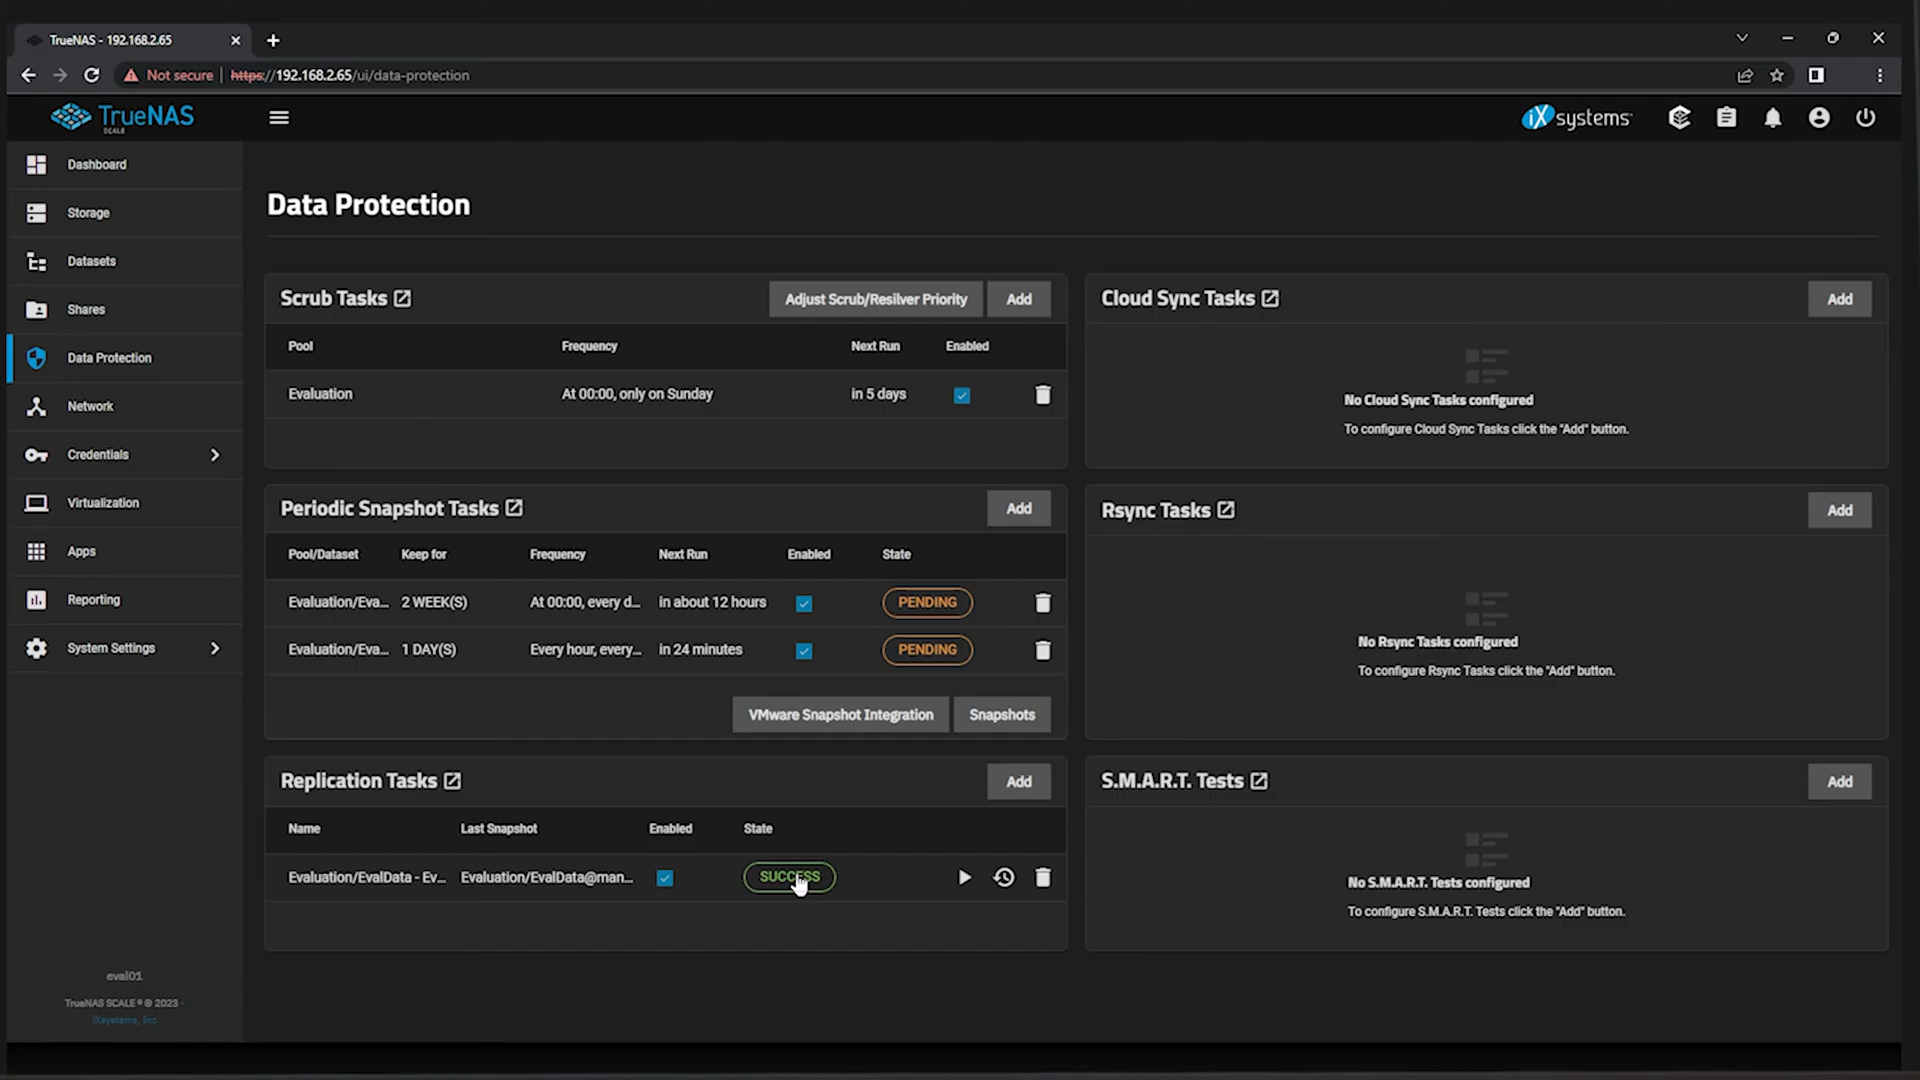 TrueNAS - 192.168.2.65
Not secure
https://192.168.2.65/ui/data-protection
TrueNAS
SCALE
iXsystems
Dashboard
Storage
Datasets
Shares
Data Protection
Network
Credentials
Virtualization
Apps
Reporting
System Settings
eval01
TrueNAS SCALE ® © 2023 -
iXsystems, Inc
Data Protection
Scrub Tasks
Adjust Scrub/Resilver Priority
Add
Pool Frequency Next Run Enabled
Evaluation At 00:00, only on Sunday in 5 days
Cloud Sync Tasks
Add
No Cloud Sync Tasks configured
To configure Cloud Sync Tasks click the "Add" button.
Periodic Snapshot Tasks
Add
Pool/Dataset Keep for Frequency Next Run Enabled State
Evaluation/Eva... 2 WEEK(S) At 00:00, every d... in about 12 hours PENDING
Evaluation/Eva... 1 DAY(S) Every hour, every... in 24 minutes PENDING
VMware Snapshot Integration
Snapshots
Rsync Tasks
Add
No Rsync Tasks configured
To configure Rsync Tasks click the "Add" button.
Replication Tasks
Add
Name Last Snapshot Enabled State
Evaluation/EvalData - Ev... Evaluation/EvalData@man... SUCCESS
S.M.A.R.T. Tests
Add
No S.M.A.R.T. Tests configured
To configure S.M.A.R.T. Tests click the "Add" button.